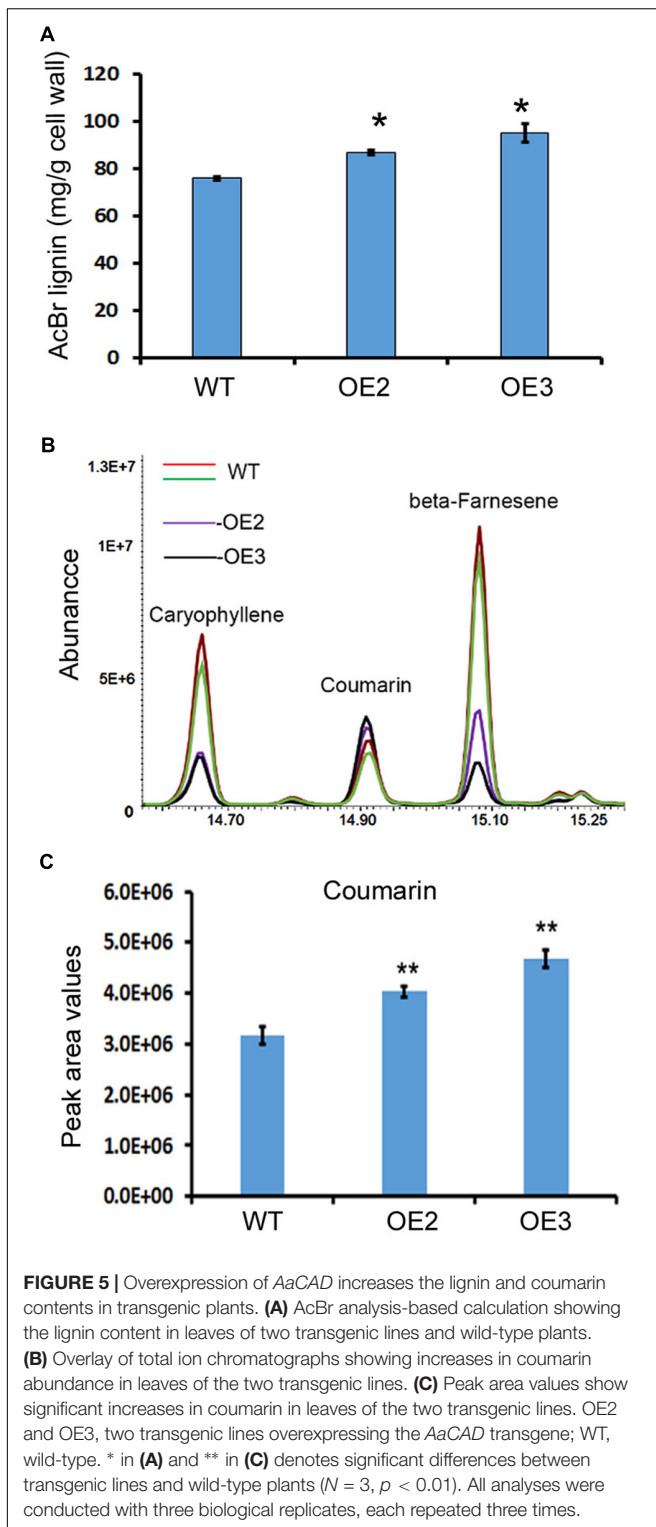 A
120
100
80
60
40
20
0
AcBr lignin (mg/g cell wall)
*
*
WT
OE2
OE3
B
1.3E+7
1E+7
5E+6
0
Abunancce
WT
-OE2
-OE3
Caryophyllene
Coumarin
beta-Farnesene
14.70
14.90
15.10
15.25
C
Coumarin
6.0E+06
5.0E+06
4.0E+06
3.0E+06
2.0E+06
1.0E+06
0.0E+00
Peak area values
**
**
WT
OE2
OE3
FIGURE 5 | Overexpression of AaCAD increases the lignin and coumarin
contents in transgenic plants. (A) AcBr analysis-based calculation showing
the lignin content in leaves of two transgenic lines and wild-type plants.
(B) Overlay of total ion chromatographs showing increases in coumarin
abundance in leaves of the two transgenic lines. (C) Peak area values show
significant increases in coumarin in leaves of the two transgenic lines. OE2
and OE3, two transgenic lines overexpressing the AaCAD transgene; WT,
wild-type. * in (A) and ** in (C) denotes significant differences between
transgenic lines and wild-type plants (N = 3, p < 0.01). All analyses were
conducted with three biological replicates, each repeated three times.